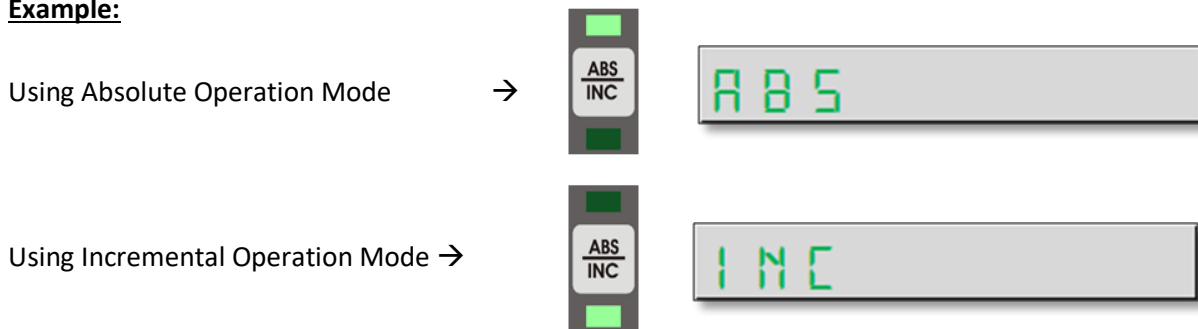 Example:
Using Absolute Operation Mode →
ABS
INC
ABS
Using Incremental Operation Mode →
ABS
INC
INC